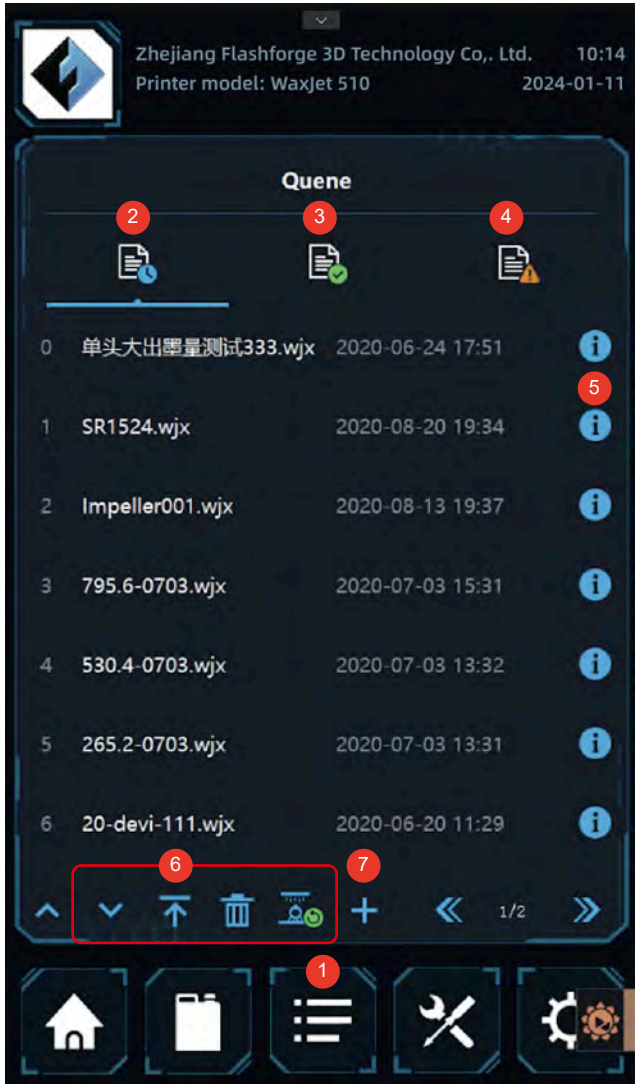 Zhejiang Flashforge 3D Technology Co,. Ltd. 10:14
Printer model: WaxJet 510 2024-01-11
Quene
2 3 4
0 单头大出墨量测试333.wjx 2020-06-24 17:51
5
1 SR1524.wjx 2020-08-20 19:34
2 Impeller001.wjx 2020-08-13 19:37
3 795.6-0703.wjx 2020-07-03 15:31
4 530.4-0703.wjx 2020-07-03 13:32
5 265.2-0703.wjx 2020-07-03 13:31
6 20-devi-111.wjx 2020-06-20 11:29
6 7
1/2
1